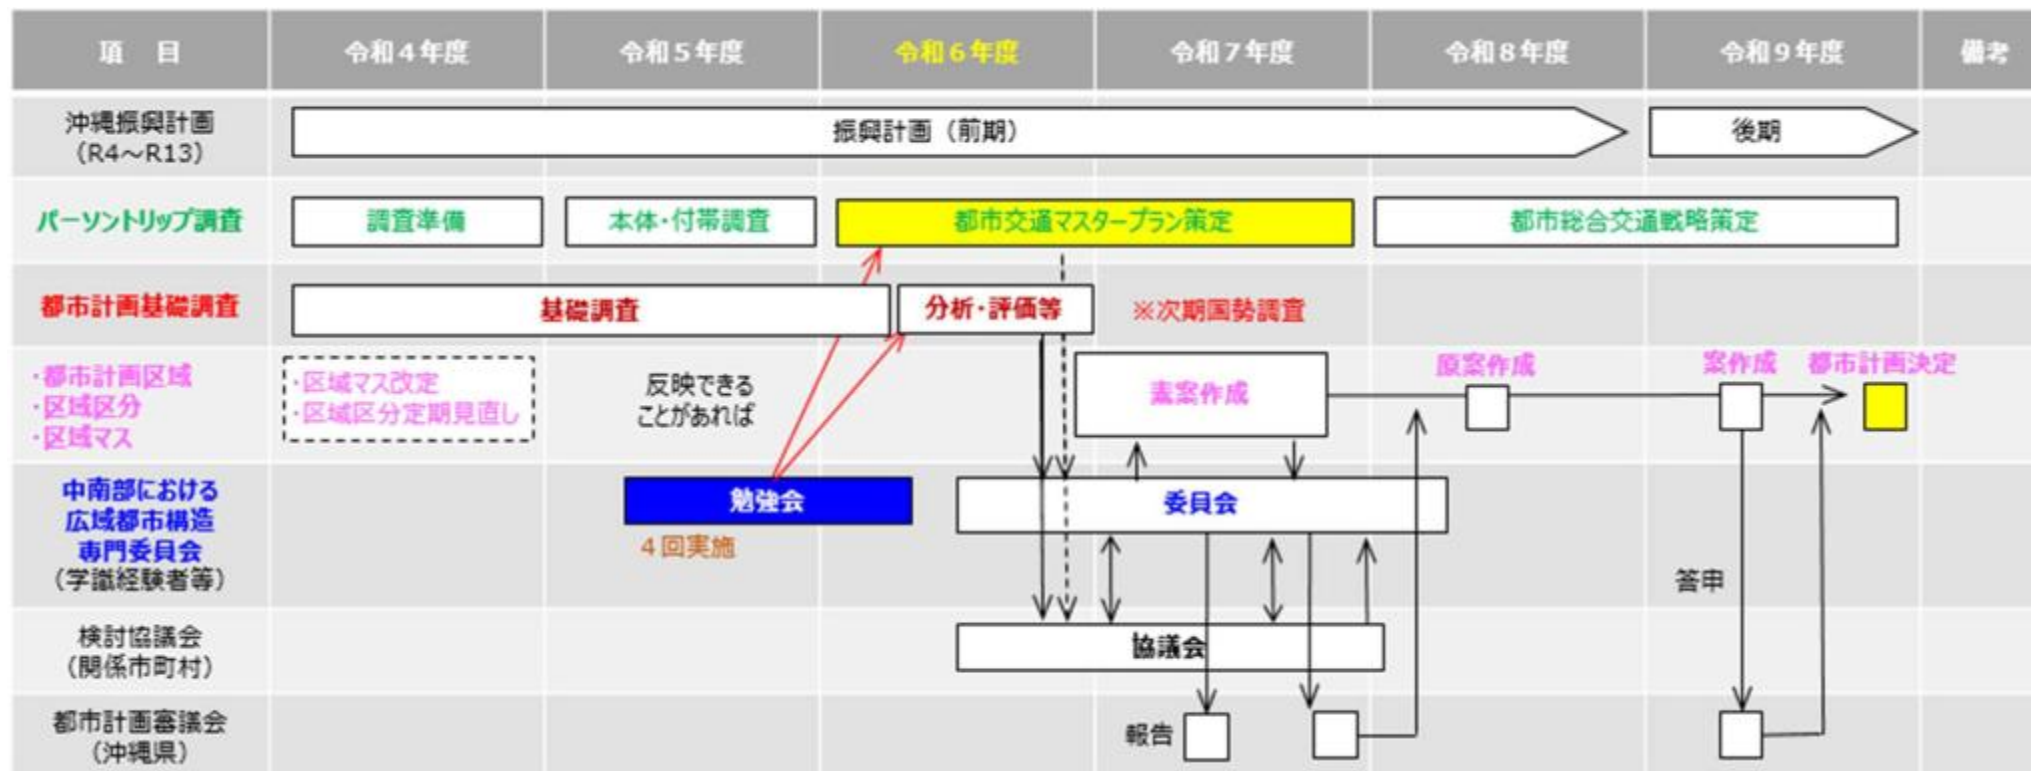 項　目
令和４年度
令和５年度
令和６年度
令和７年度
令和８年度
令和９年度
備考
沖縄振興計画
（R4～R13）
振興計画（前期）
後期
パーソントリップ調査
調査準備
本体・付帯調査
都市交通マスタープラン策定
都市総合交通戦略策定
都市計画基礎調査
基礎調査
分析・評価等
※次期国勢調査
・都市計画区域
・区域区分
・区域マス
・区域マス改定
・区域区分定期見直し
反映できる
ことがあれば
素案作成
原案作成
案作成
都市計画決定
中南部における
広域都市構造
専門委員会
（学識経験者等）
勉強会
４回実施
委員会
答申
検討協議会
（関係市町村）
協議会
都市計画審議会
（沖縄県）
報告